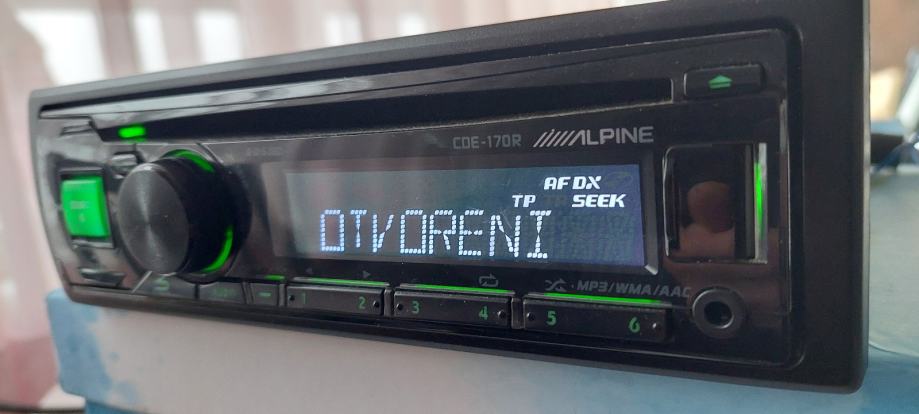 CDE-170R ALPINE
AF DX
TP SEEK
OTVORENI
MP3/WMA/AAC
1 2 3 4 5 6